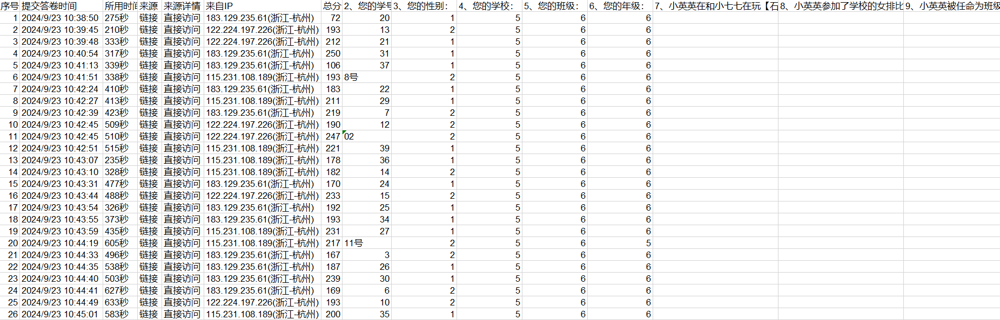 序号 提交答卷时间 所用时间 来源 来源详情 来自IP 总分 2、您的学号 3、您的性别： 4、您的学校： 5、您的班级： 6、您的年级： 7、小英英在和小七七在玩【石 8、小英英参加了学校的女排比 9、小英英被任命为班级
1 2024/9/23 10:38:50 275秒 链接 直接访问 183.129.235.61(浙江-杭州) 72 20 1 5 6 6
2 2024/9/23 10:39:45 210秒 链接 直接访问 122.224.197.226(浙江-杭州) 193 13 2 5 6 6
3 2024/9/23 10:39:48 333秒 链接 直接访问 122.224.197.226(浙江-杭州) 212 21 1 5 6 6
4 2024/9/23 10:40:54 317秒 链接 直接访问 183.129.235.61(浙江-杭州) 250 31 1 5 6 6
5 2024/9/23 10:41:13 339秒 链接 直接访问 183.129.235.61(浙江-杭州) 106 37 1 5 6 6
6 2024/9/23 10:41:51 338秒 链接 直接访问 115.231.108.189(浙江-杭州) 193 8号 2 5 6 6
7 2024/9/23 10:42:24 410秒 链接 直接访问 183.129.235.61(浙江-杭州) 183 22 1 5 6 6
8 2024/9/23 10:42:27 413秒 链接 直接访问 115.231.108.189(浙江-杭州) 211 29 1 5 6 6
9 2024/9/23 10:42:39 423秒 链接 直接访问 183.129.235.61(浙江-杭州) 219 7 2 5 6 6
10 2024/9/23 10:42:45 509秒 链接 直接访问 122.224.197.226(浙江-杭州) 190 12 2 5 6 6
11 2024/9/23 10:42:45 510秒 链接 直接访问 122.224.197.226(浙江-杭州) 247 02 2 5 6 6
12 2024/9/23 10:42:51 515秒 链接 直接访问 115.231.108.189(浙江-杭州) 221 39 1 5 6 6
13 2024/9/23 10:43:07 235秒 链接 直接访问 115.231.108.189(浙江-杭州) 178 36 1 5 6 6
14 2024/9/23 10:43:10 328秒 链接 直接访问 115.231.108.189(浙江-杭州) 182 14 2 5 6 6
15 2024/9/23 10:43:31 477秒 链接 直接访问 183.129.235.61(浙江-杭州) 170 24 1 5 6 6
16 2024/9/23 10:43:44 488秒 链接 直接访问 122.224.197.226(浙江-杭州) 233 15 2 5 6 6
17 2024/9/23 10:43:54 326秒 链接 直接访问 183.129.235.61(浙江-杭州) 192 25 1 5 6 6
18 2024/9/23 10:43:55 373秒 链接 直接访问 183.129.235.61(浙江-杭州) 193 34 1 5 6 6
19 2024/9/23 10:43:59 435秒 链接 直接访问 115.231.108.189(浙江-杭州) 231 27 1 5 6 6
20 2024/9/23 10:44:19 605秒 链接 直接访问 115.231.108.189(浙江-杭州) 217 11号 2 5 6 5
21 2024/9/23 10:44:33 496秒 链接 直接访问 183.129.235.61(浙江-杭州) 167 3 2 5 6 6
22 2024/9/23 10:44:35 538秒 链接 直接访问 183.129.235.61(浙江-杭州) 187 26 1 5 6 6
23 2024/9/23 10:44:40 503秒 链接 直接访问 183.129.235.61(浙江-杭州) 239 30 1 5 6 6
24 2024/9/23 10:44:41 627秒 链接 直接访问 183.129.235.61(浙江-杭州) 169 6 2 5 6 6
25 2024/9/23 10:44:49 633秒 链接 直接访问 122.224.197.226(浙江-杭州) 193 10 2 5 6 6
26 2024/9/23 10:45:01 583秒 链接 直接访问 115.231.108.189(浙江-杭州) 200 35 1 5 6 6